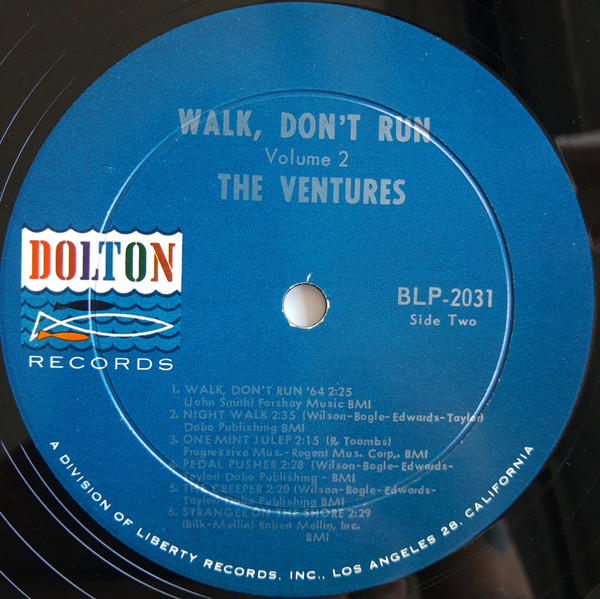 WALK, DON'T RUN
Volume 2
THE VENTURES
DOLTON
RECORDS
BLP-2031
Side Two
1. WALK, DON'T RUN '64 2:25
(John Smith) Forshay Music BMI
2. NIGHT WALK 2:35 (Wilson-Bogle-Edwards-Taylor)
Dobo Publishing BMI
3. ONE MINT JULEP 2:15 (R. Toombs)
Progressive Mus.-Regent Mus. Corp., BMI
4. PEDAL PUSHER 2:28 (Wilson-Bogle-Edwards-
Taylor) Dobo Publishing - BMI
5. THE CREEPER 2:20 (Wilson-Bogle-Edwards-
Taylor) Dobo Publishing BMI
6. STRANGER ON THE SHORE 2:29
(Bilk-Mellin) Robert Mellin, Inc.
BMI
A DIVISION OF LIBERTY RECORDS, INC., LOS ANGELES 28, CALIFORNIA